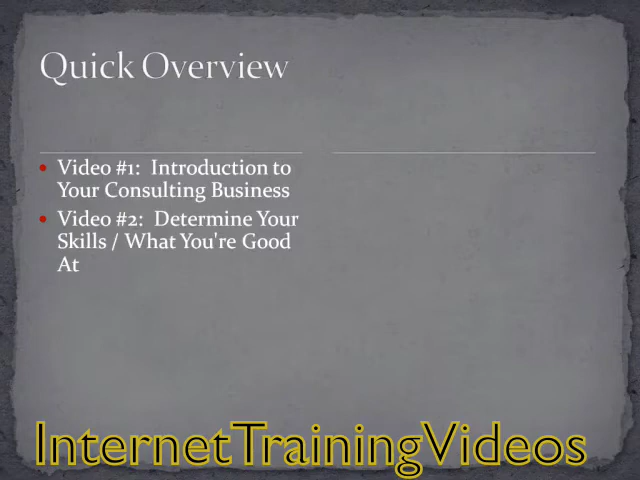 Quick Overview
• Video #1:  Introduction to
Your Consulting Business
• Video #2:  Determine Your
Skills / What You're Good
At
InternetTrainingVideos